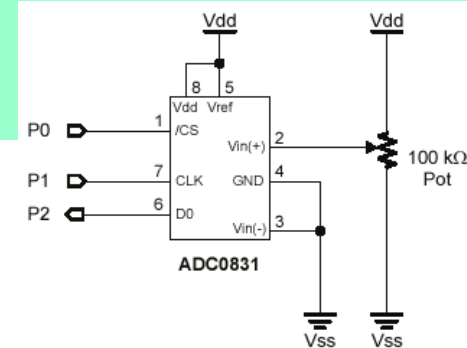 Vdd Vdd
8 5
Vdd Vref
P0 1 /CS
Vin(+) 2
100 kΩ
Pot
P1 7 CLK GND 4
P2 6 D0
Vin(-) 3
ADC0831
Vss Vss